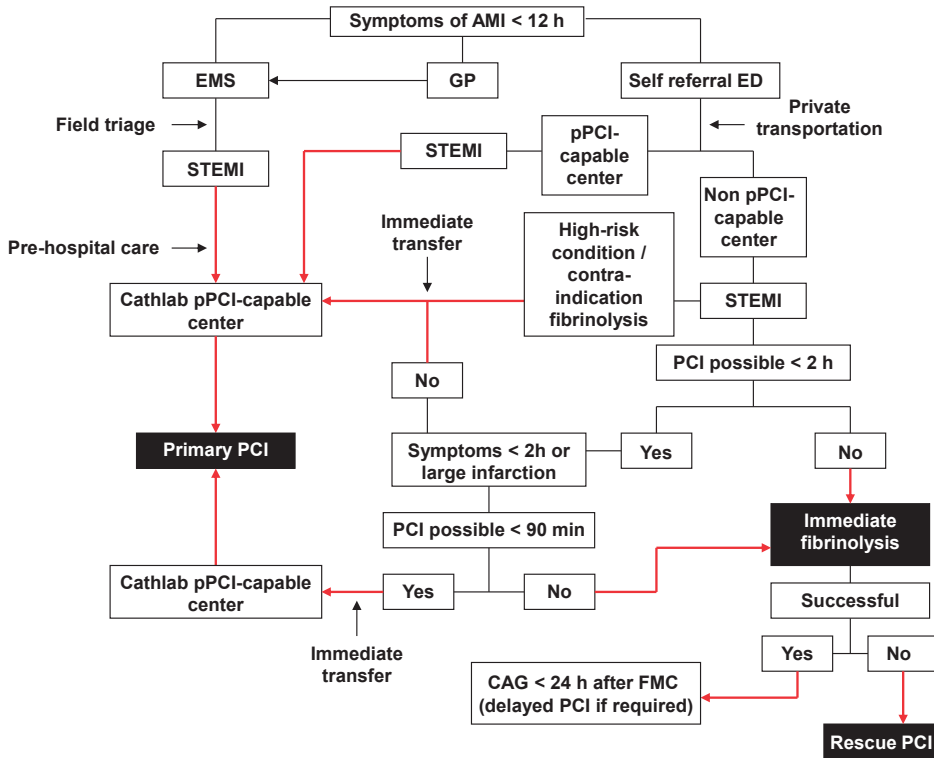 Symptoms of AMI < 12 h
EMS
GP
Self referral ED
Field triage
Private
transportation
STEMI
STEMI
pPCI-
capable
center
Non pPCI-
capable
center
Pre-hospital care
Immediate
transfer
High-risk
condition /
contra-
indication
fibrinolysis
Cathlab pPCI-capable
center
STEMI
No
PCI possible < 2 h
Primary PCI
Symptoms < 2h or
large infarction
Yes
No
PCI possible < 90 min
Immediate
fibrinolysis
Cathlab pPCI-capable
center
Yes
No
Successful
Immediate
transfer
Yes
No
CAG < 24 h after FMC
(delayed PCI if required)
Rescue PCI